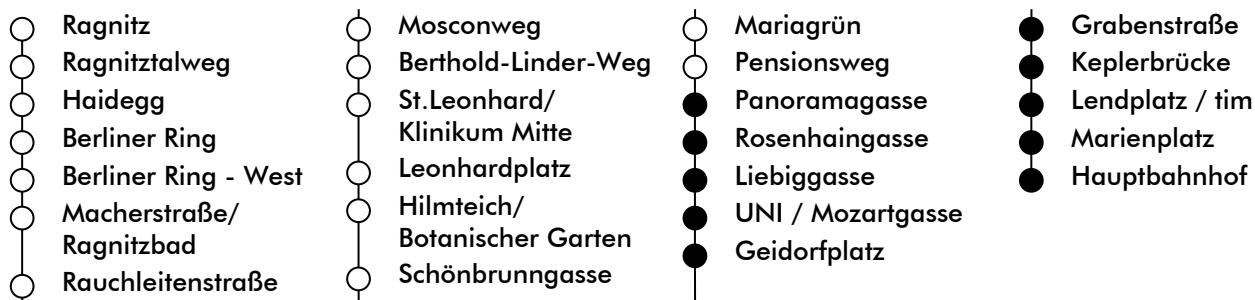 Ragnitz
Ragnitztalweg
Haidegg
Berliner Ring
Berliner Ring - West
Macherstraße/
Ragnitzbad
Rauchleitenstraße
Mosconweg
Berthold-Linder-Weg
St.Leonhard/
Klinikum Mitte
Leonhardplatz
Hilmteich/
Botanischer Garten
Schönbrunngasse
Mariagrün
Pensionsweg
Panoramagasse
Rosenhaingasse
Liebiggasse
UNI / Mozartgasse
Geidorfplatz
Grabenstraße
Keplerbrücke
Lendplatz / tim
Marienplatz
Hauptbahnhof